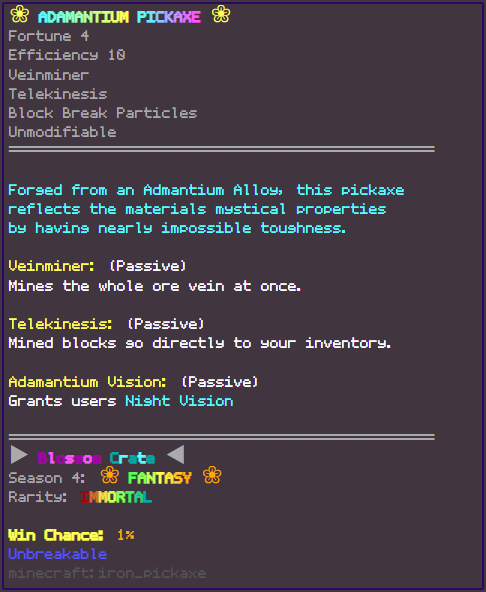 ❀ ADAMANTIUM PICKAXE ❀
Fortune 4
Efficiency 10
Veinminer
Telekinesis
Block Break Particles
Unmodifiable
Forged from an Admantium Alloy, this pickaxe
reflects the materials mystical properties
by having nearly impossible toughness.
Veinminer: (Passive)
Mines the whole ore vein at once.
Telekinesis: (Passive)
Mined blocks go directly to your inventory.
Adamantium Vision: (Passive)
Grants users Night Vision
▶ Blossom Crate ◀
Season 4: ❀ FANTASY ❀
Rarity: IMMORTAL
Win Chance: 1%
Unbreakable
minecraft:iron_pickaxe